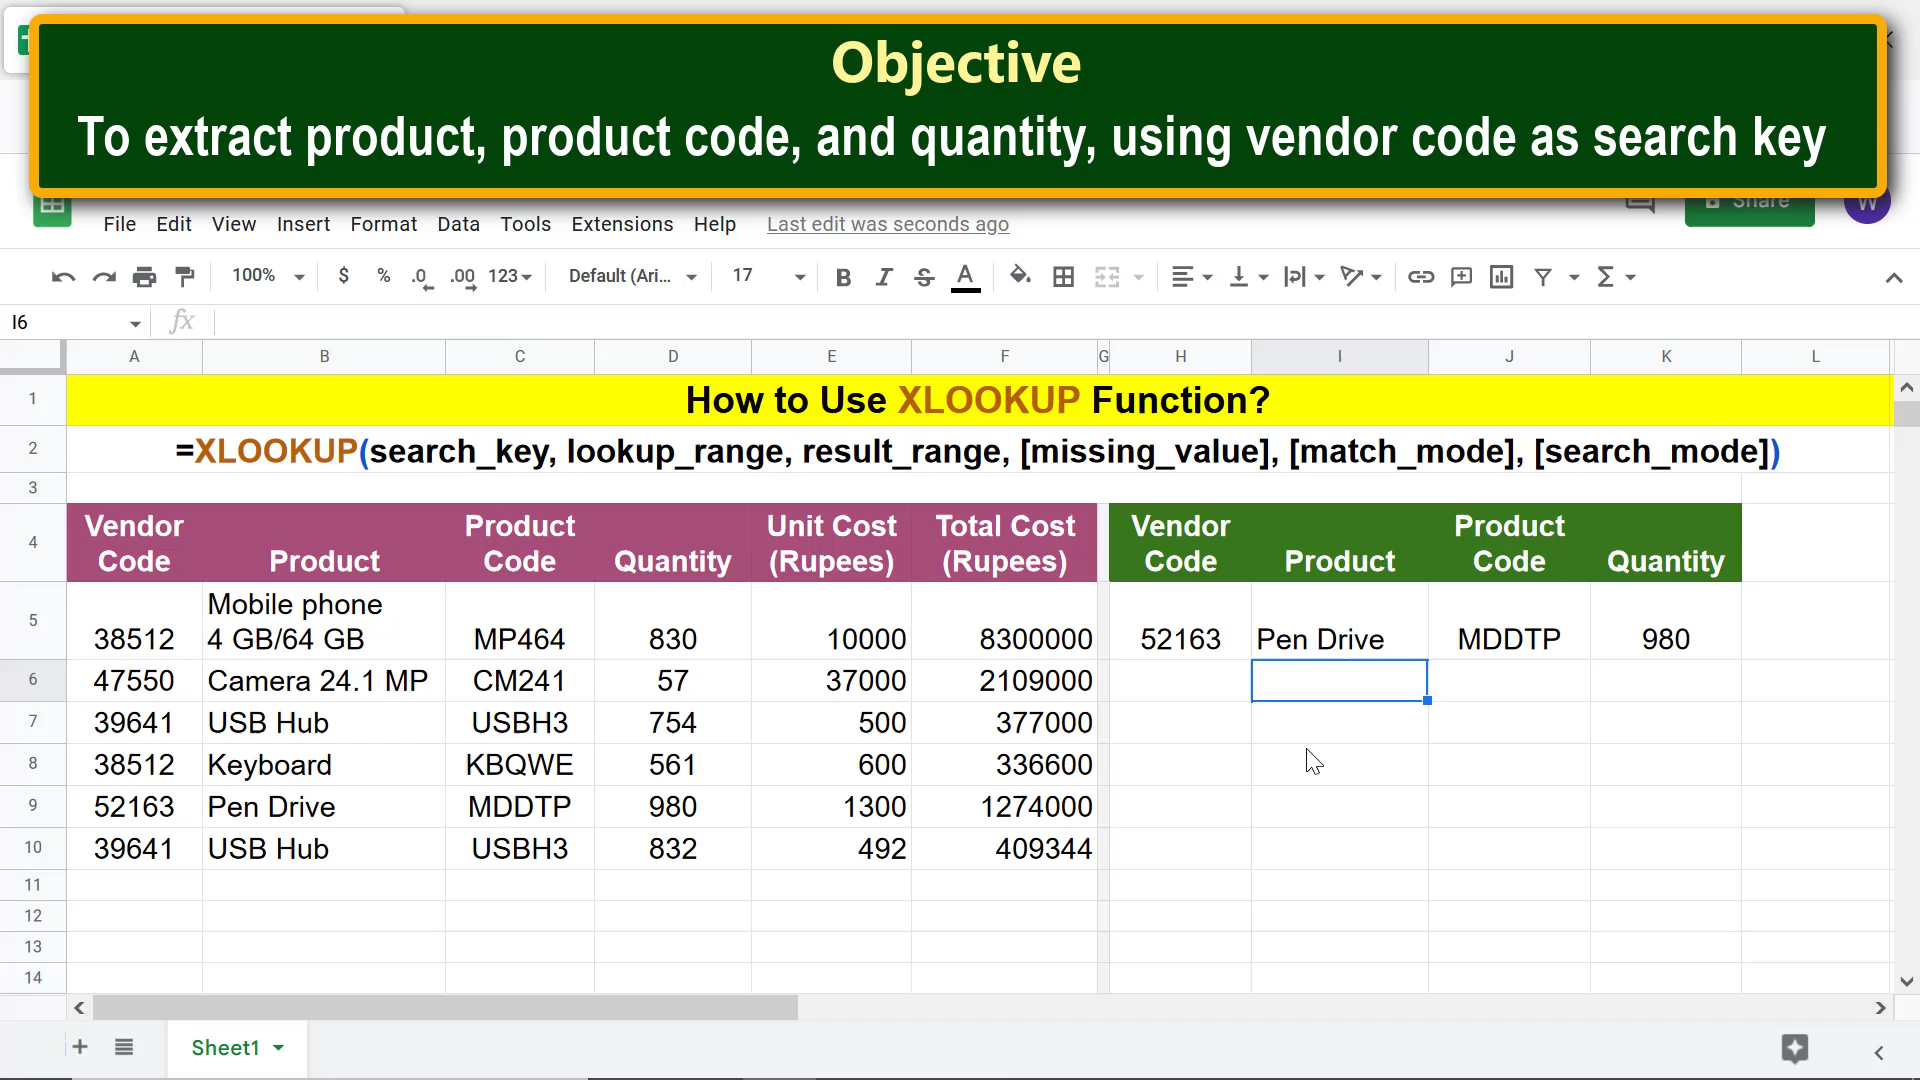 Objective
To extract product, product code, and quantity, using vendor code as search key
Share
W
File Edit View Insert Format Data Tools Extensions Help Last edit was seconds ago
100% $ % .0 .00 123 Default (Ari... 17 B I S A
I6 fx
A B C D E F G H I J K L
1 How to Use XLOOKUP Function?
2 =XLOOKUP(search_key, lookup_range, result_range, [missing_value], [match_mode], [search_mode])
3
4 Vendor Code Product Product Code Quantity Unit Cost (Rupees) Total Cost (Rupees) Vendor Code Product Product Code Quantity
5 38512 Mobile phone 4 GB/64 GB MP464 830 10000 8300000 52163 Pen Drive MDDTP 980
6 47550 Camera 24.1 MP CM241 57 37000 2109000
7 39641 USB Hub USBH3 754 500 377000
8 38512 Keyboard KBQWE 561 600 336600
9 52163 Pen Drive MDDTP 980 1300 1274000
10 39641 USB Hub USBH3 832 492 409344
11
12
13
14
Sheet1